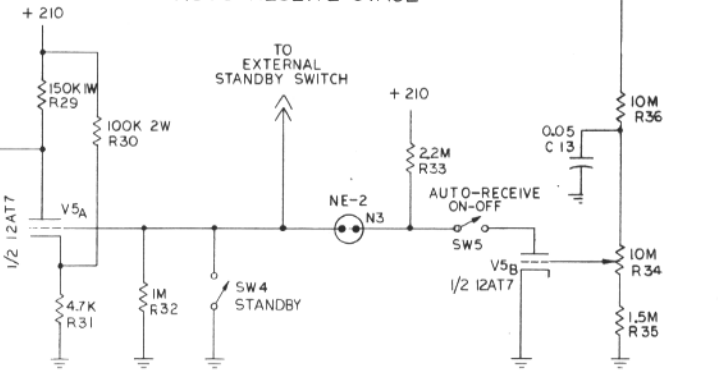 + 210
TO
EXTERNAL
STANDBY SWITCH
+ 210
150K 1W
R29
100K 2W
R30
10M
R36
0.05
C 13
2.2M
R33
NE-2
N3
AUTO-RECEIVE
ON-OFF
SW5
V5A
1/2 12AT7
V5B
1/2 12AT7
10M
R34
4.7K
R31
1M
R32
SW4
STANDBY
1.5M
R35